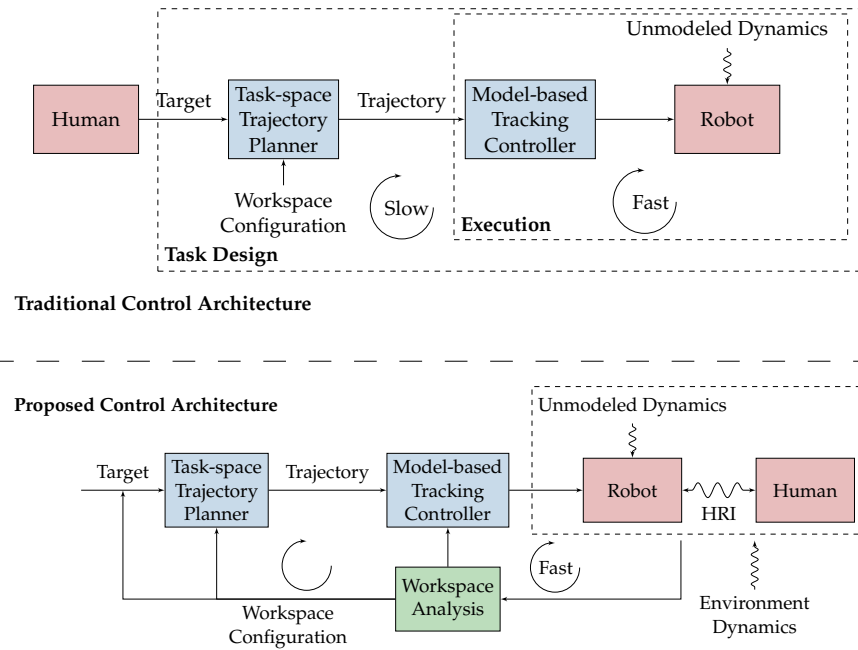 Unmodeled Dynamics
Human
Target
Task-space
Trajectory
Planner
Trajectory
Model-based
Tracking
Controller
Robot
Workspace
Configuration
Slow
Fast
Execution
Task Design
Traditional Control Architecture
Proposed Control Architecture
Unmodeled Dynamics
Target
Task-space
Trajectory
Planner
Trajectory
Model-based
Tracking
Controller
Robot
HRI
Human
Fast
Workspace
Analysis
Workspace
Configuration
Environment
Dynamics